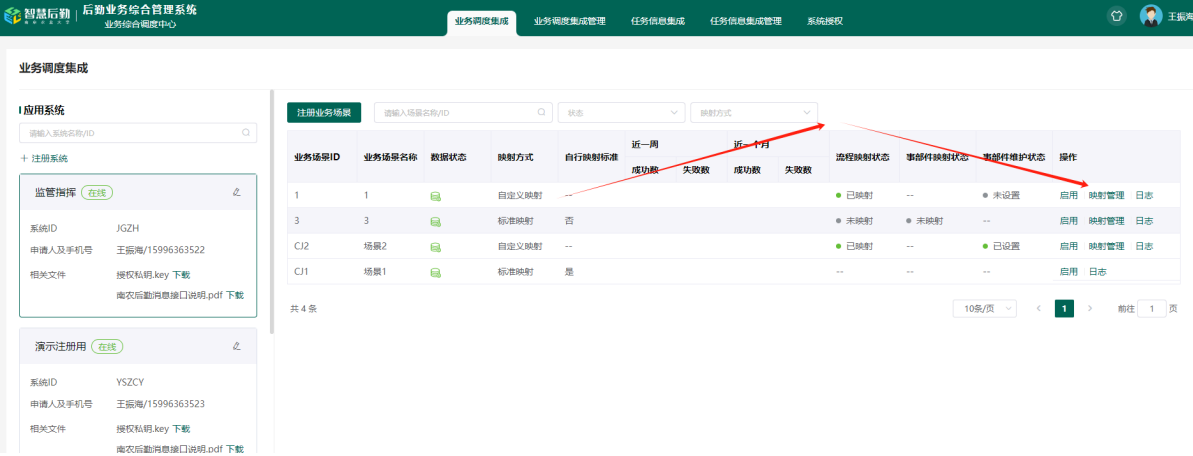 智慧后勤
后勤业务综合管理系统
业务综合调度中心
业务调度集成
业务调度集成管理
任务信息集成
任务信息集成管理
系统授权
王振海
业务调度集成
应用系统
请输入系统名称/ID
+ 注册系统
监管指挥 在线
系统ID JGZH
申请人及手机号 王振海/15996363522
相关文件 授权私钥.key 下载
南农后勤消息接口说明.pdf 下载
演示注册用 在线
系统ID YSZCY
申请人及手机号 王振海/15996363523
相关文件 授权私钥.key 下载
南农后勤消息接口说明.pdf 下载
注册业务场景 请输入场景名称/ID 状态 映射方式
业务场景ID 业务场景名称 数据状态 映射方式 自行映射标准 近一周 近一个月 流程映射状态 事部件映射状态 事部件维护状态 操作
成功数 失败数 成功数 失败数
1 1 自定义映射 -- 已映射 -- 未设置 启用 映射管理 日志
3 3 标准映射 否 未映射 未映射 -- 启用 映射管理 日志
CJ2 场景2 自定义映射 -- 已映射 -- 已设置 启用 映射管理 日志
CJ1 场景1 标准映射 是 -- -- -- 启用 日志
共 4 条 10条/页 < 1 > 前往 1 页